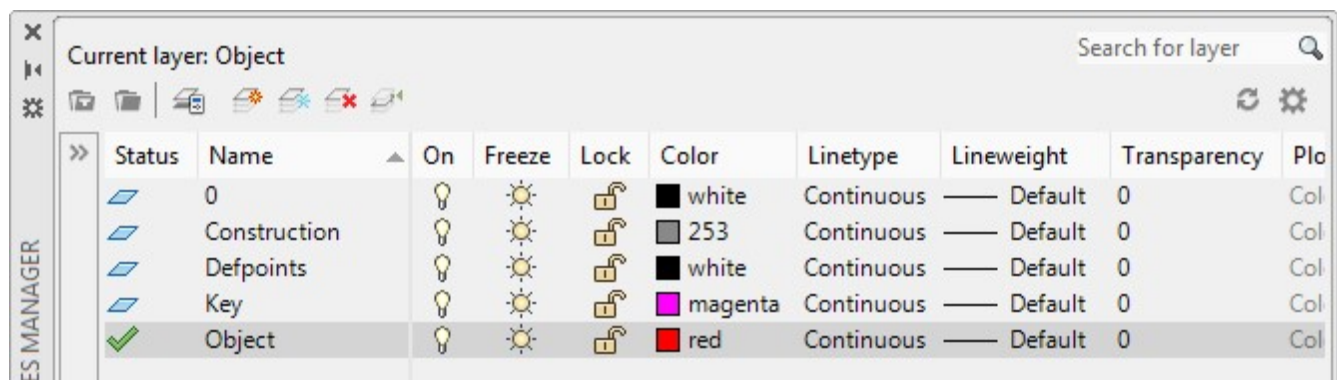 Current layer: Object
Search for layer
Status Name On Freeze Lock Color Linetype Lineweight Transparency
0 white Continuous Default 0
Construction 253 Continuous Default 0
Defpoints white Continuous Default 0
Key magenta Continuous Default 0
Object red Continuous Default 0
MANAGER